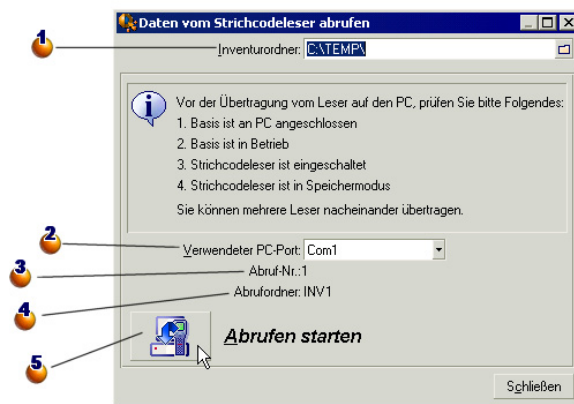 Daten vom Strichcodeleser abrufen
1
Inventurordner: C:\TEMP\
Vor der Übertragung vom Leser auf den PC, prüfen Sie bitte Folgendes:
1. Basis ist an PC angeschlossen
2. Basis ist in Betrieb
3. Strichcodeleser ist eingeschaltet
4. Strichcodeleser ist in Speichermodus
Sie können mehrere Leser nacheinander übertragen.
2
Verwendeter PC-Port: Com1
3
Abruf-Nr.:1
4
Abrufordner: INV1
5
Abrufen starten
Schließen